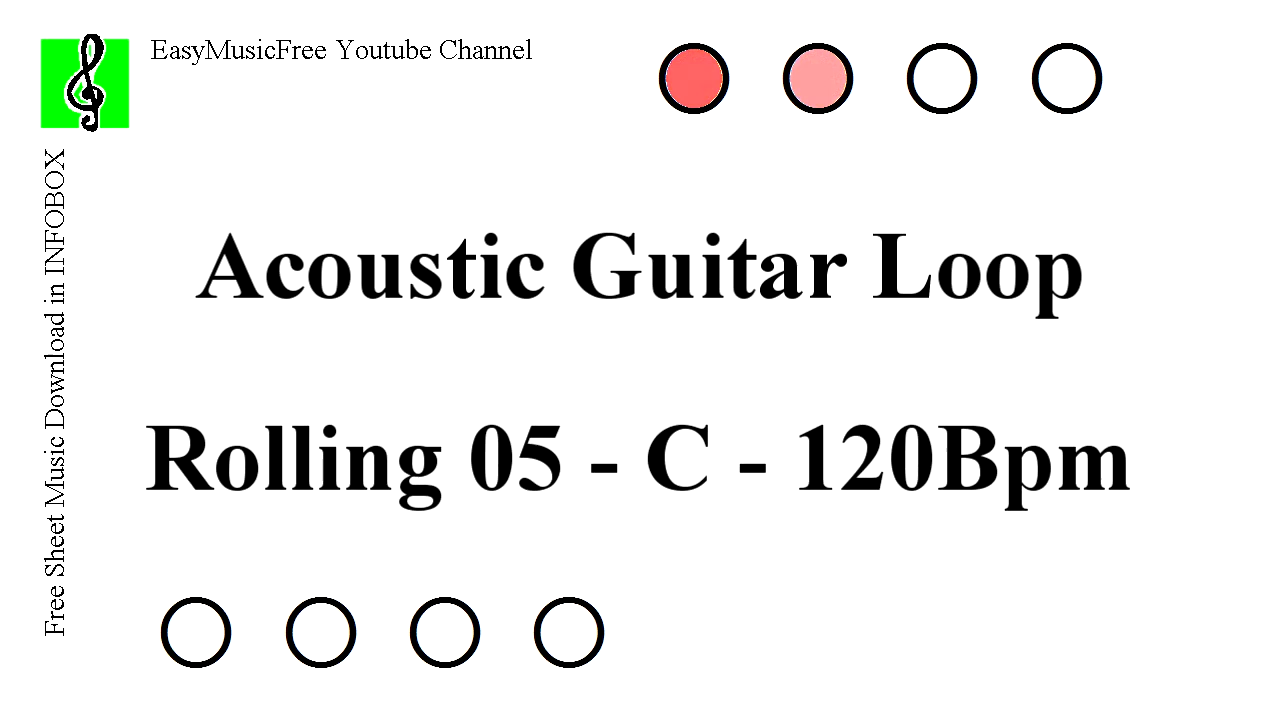 EasyMusicFree Youtube Channel
Free Sheet Music Download in INFOBOX
Acoustic Guitar Loop
Rolling 05 - C - 120Bpm